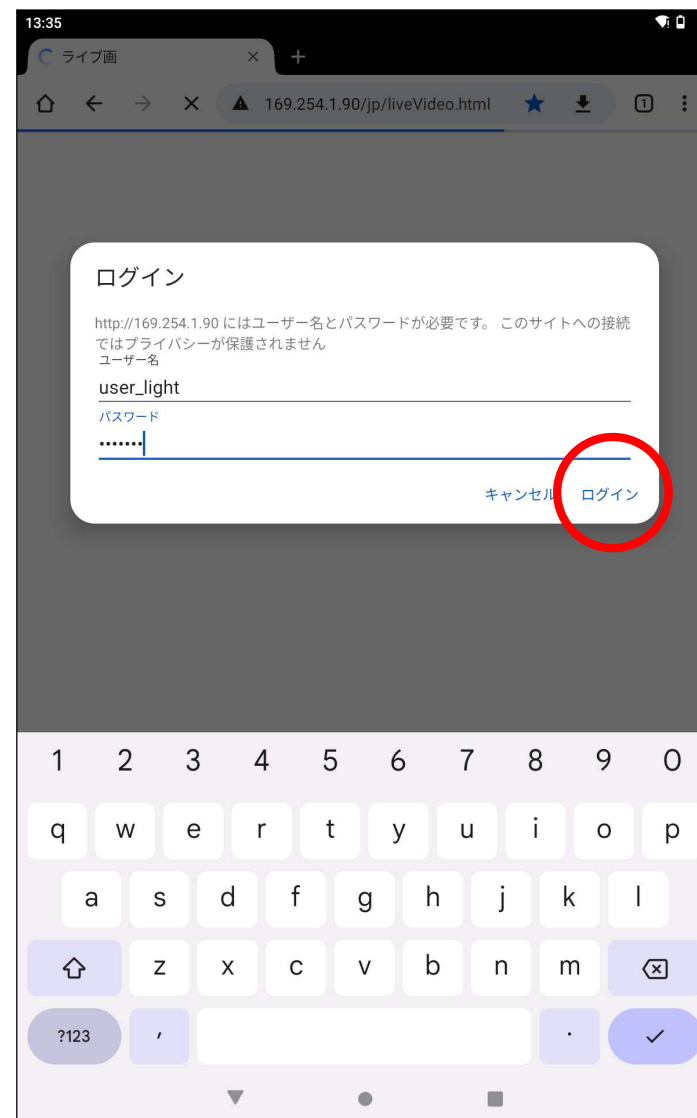 13:35
ライブ画
169.254.1.90/jp/liveVideo.html
1
ログイン
http://169.254.1.90 にはユーザー名とパスワードが必要です。 このサイトへの接続
ではプライバシーが保護されません
ユーザー名
user_light
パスワード
•••••••
キャンセル ログイン
1 2 3 4 5 6 7 8 9 0
q w e r t y u i o p
a s d f g h j k l
z x c v b n m
?123 , .